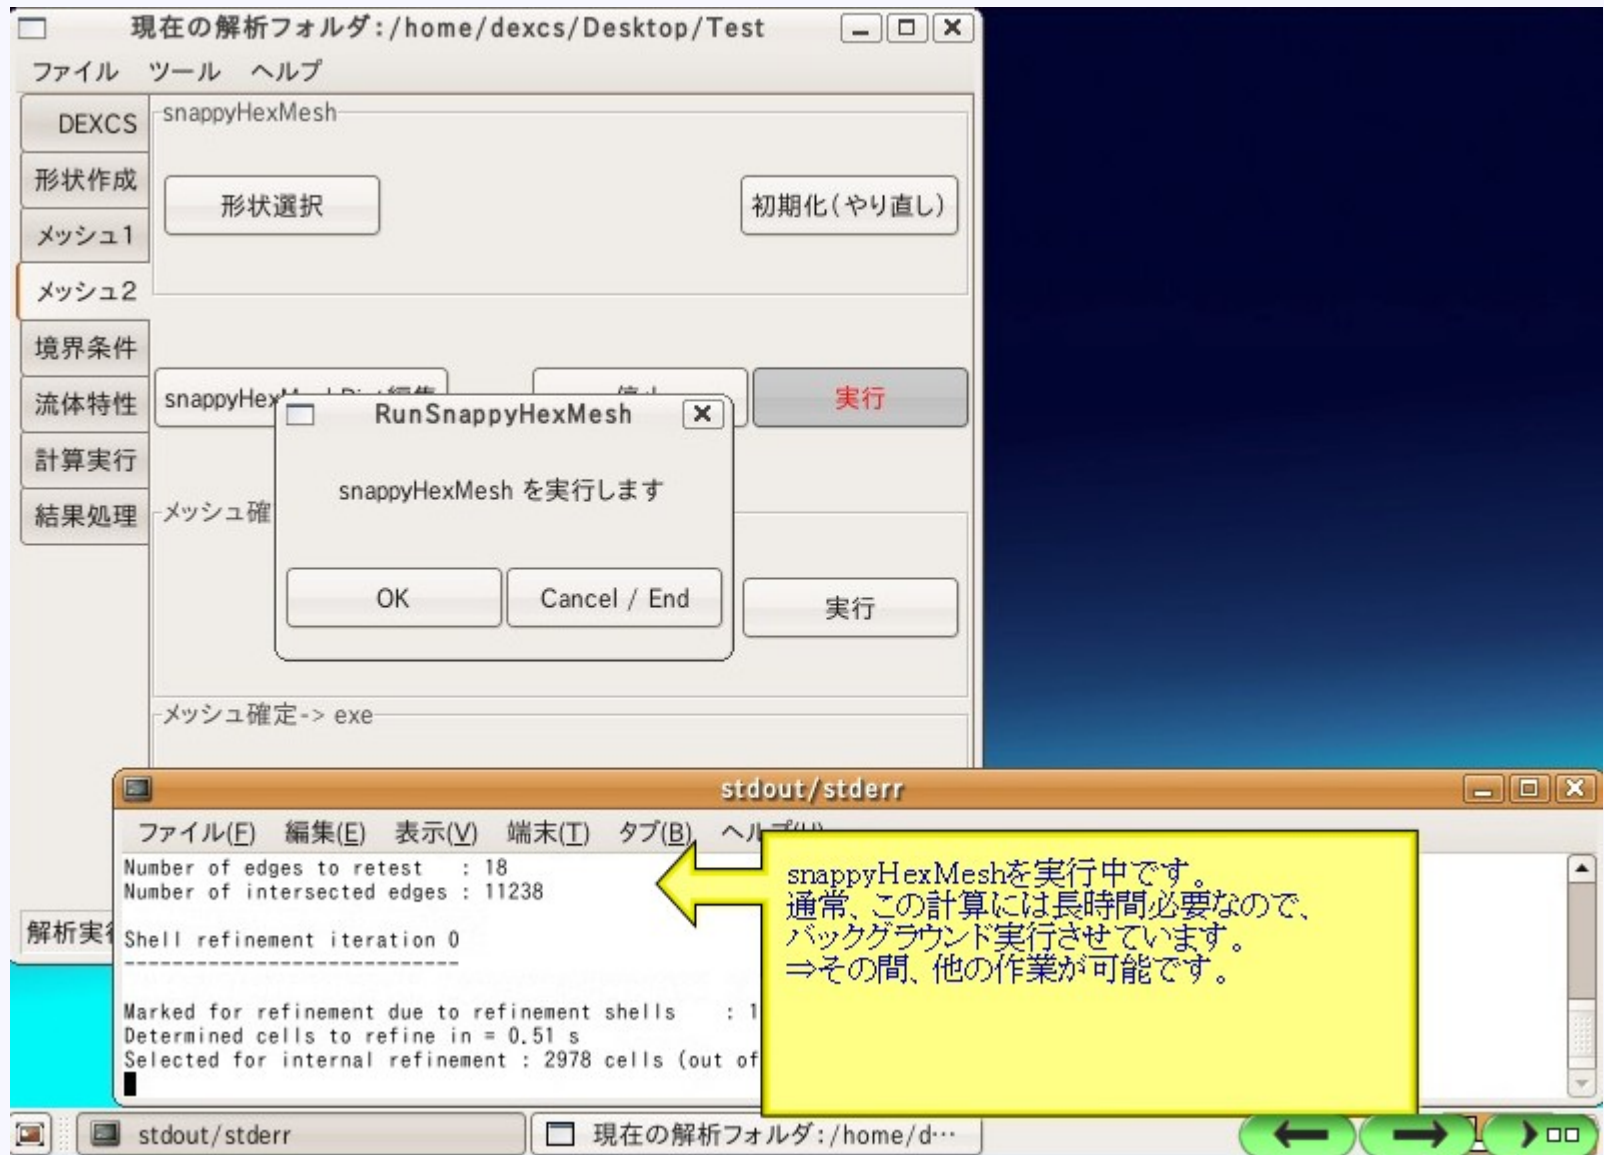 現在の解析フォルダ:/home/dexcs/Desktop/Test
ファイル ツール ヘルプ
DEXCS
形状作成
メッシュ1
メッシュ2
境界条件
流体特性
計算実行
結果処理
snappyHexMesh
形状選択
初期化(やり直し)
実行
RunSnappyHexMesh
snappyHexMesh を実行します
OK
Cancel / End
メッシュ確
実行
メッシュ確定-> exe
解析実
stdout/stderr
ファイル(F) 編集(E) 表示(V) 端末(T) タブ(B)
Number of edges to retest : 18
Number of intersected edges : 11238
Shell refinement iteration 0
----------------------------
Marked for refinement due to refinement shells : 1
Determined cells to refine in = 0.51 s
Selected for internal refinement : 2978 cells (out of
snappyHexMeshを実行中です。
通常、この計算には長時間必要なので、
バックグラウンド実行させています。
⇒その間、他の作業が可能です。
stdout/stderr
現在の解析フォルダ:/home/d…